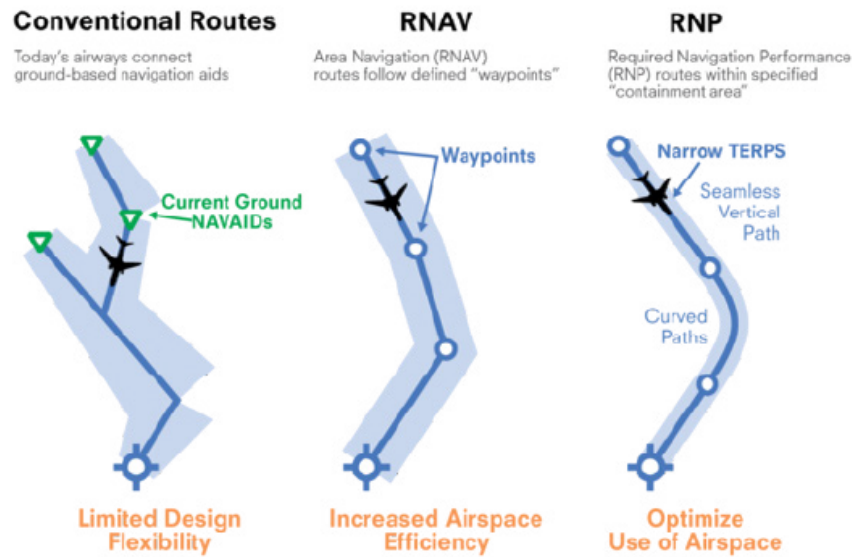 Conventional Routes
Today's airways connect
ground-based navigation aids
Current Ground
NAVAIDs
Limited Design
Flexibility
RNAV
Area Navigation (RNAV)
routes follow defined "waypoints"
Waypoints
Increased Airspace
Efficiency
RNP
Required Navigation Performance
(RNP) routes within specified
"containment area"
Narrow TERPS
Seamless
Vertical
Path
Curved
Paths
Optimize
Use of Airspace